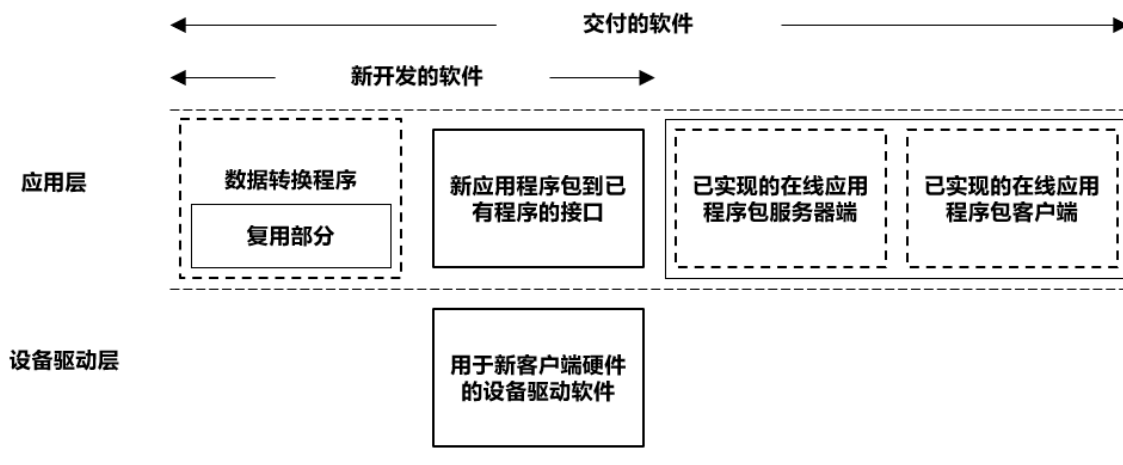 交付的软件
新开发的软件
应用层
数据转换程序
复用部分
新应用程序包到已
有程序的接口
已实现的在线应用
程序包服务器端
已实现的在线应用
程序包客户端
设备驱动层
用于新客户端硬件
的设备驱动软件